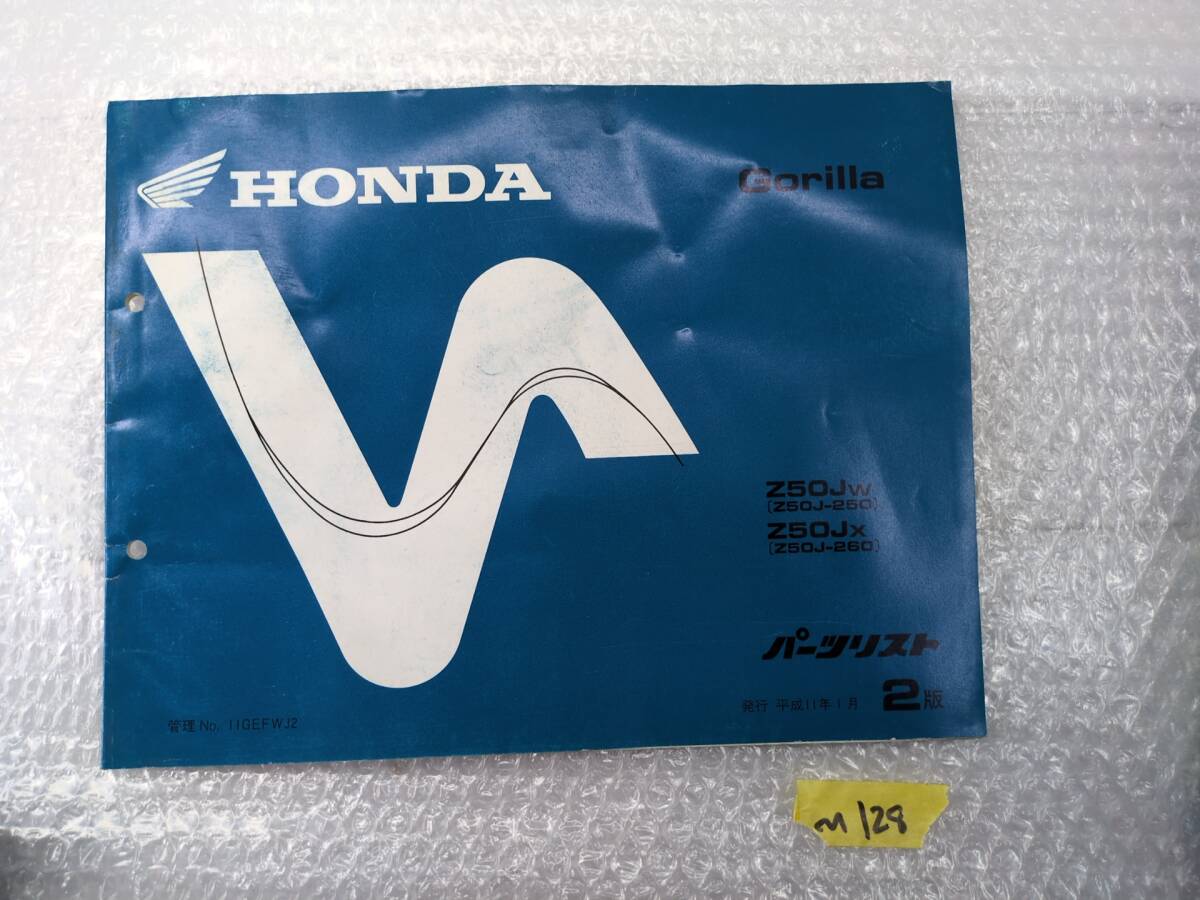 HONDA
Gorilla
Z50JW
(Z50J-250)
Z50JX
(Z50J-260)
パーツリスト
発行 平成11年1月 2版
管理 No. 11GEFWJ2
M128